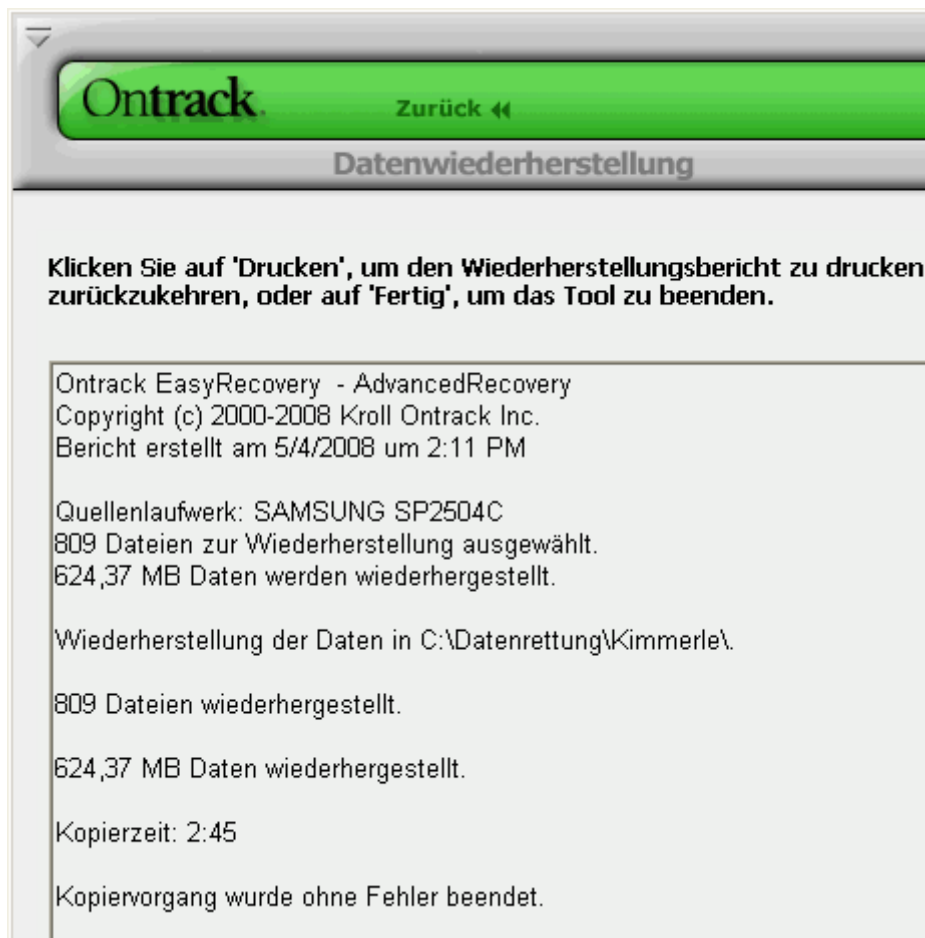 Ontrack.
Zurück
Datenwiederherstellung
Klicken Sie auf 'Drucken', um den Wiederherstellungsbericht zu drucken
zurückzukehren, oder auf 'Fertig', um das Tool zu beenden.
Ontrack EasyRecovery - AdvancedRecovery
Copyright (c) 2000-2008 Kroll Ontrack Inc.
Bericht erstellt am 5/4/2008 um 2:11 PM
Quellenlaufwerk: SAMSUNG SP2504C
809 Dateien zur Wiederherstellung ausgewählt.
624,37 MB Daten werden wiederhergestellt.
Wiederherstellung der Daten in C:\Datenrettung\Kimmerle\.
809 Dateien wiederhergestellt.
624,37 MB Daten wiederhergestellt.
Kopierzeit: 2:45
Kopiervorgang wurde ohne Fehler beendet.